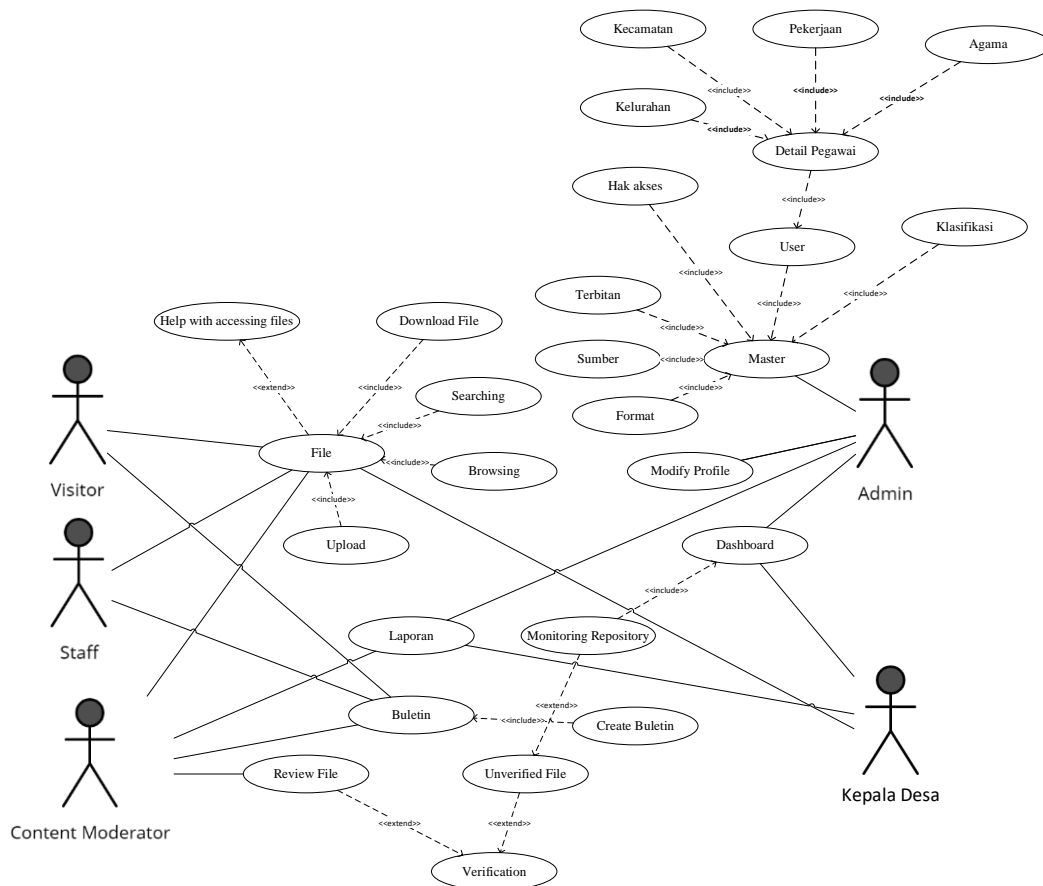 Kecamatan
Pekerjaan
Agama
<<include>>
<<include>>
<<include>>
Kelurahan
<<include>>
Detail Pegawai
Hak akses
<<include>>
Klasifikasi
User
<<include>>
<<include>>
<<include>>
Terbitan
<<include>>
Help with accessing files
Download File
Sumber
<<include>>
Master
<<extend>>
<<include>>
<<include>>
Searching
Format
<<include>>
File
<<include>>
Browsing
Modify Profile
Visitor
Admin
<<include>>
Upload
Dashboard
<<include>>
Laporan
Monitoring Repository
Staff
<<extend>>
Buletin
<<include>>
Create Buletin
Review File
Unverified File
Kepala Desa
<<extend>>
<<extend>>
Content Moderator
Verification